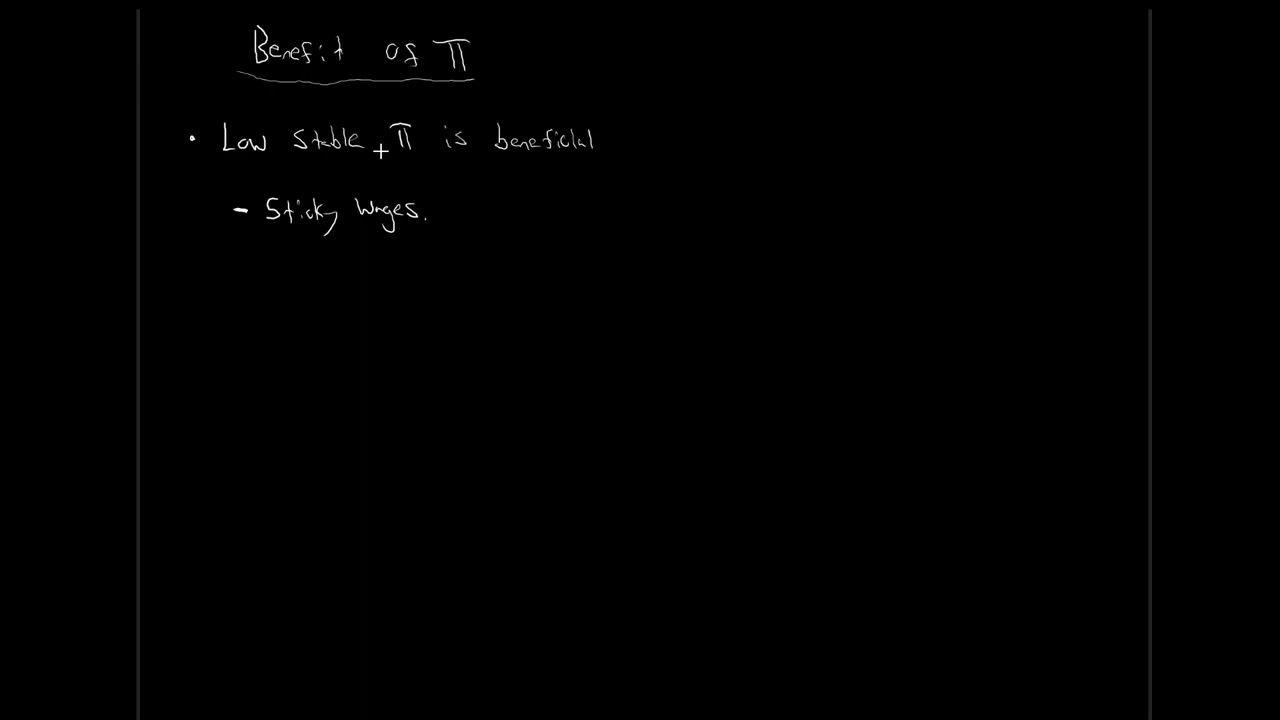 Benefit of π
• Low stable + π is beneficial
- Sticky Wages.